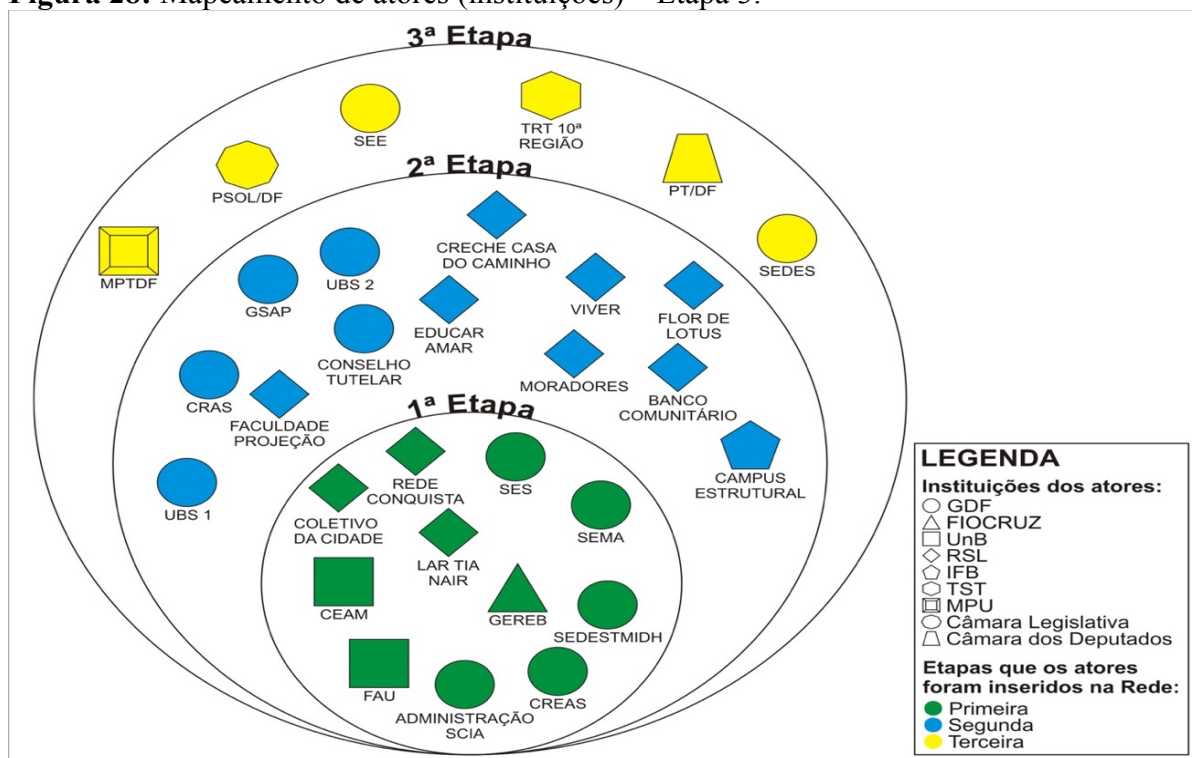 Figura 28: Mapeamento de atores (instituições) – Etapa 3.
3ª Etapa
SEE
TRT 10ª
REGIÃO
PSOL/DF
PT/DF
MPTDF
SEDES
2ª Etapa
CRECHE CASA
DO CAMINHO
UBS 2
GSAP
VIVER
FLOR DE
LOTUS
EDUCAR
AMAR
CONSELHO
TUTELAR
MORADORES
BANCO
COMUNITÁRIO
CRAS
FACULDADE
PROJEÇÃO
CAMPUS
ESTRUTURAL
UBS 1
1ª Etapa
REDE
CONQUISTA
SES
COLETIVO
DA CIDADE
SEMA
LAR TIA
NAIR
CEAM
GEREB
SEDESTMIDH
FAU
CREAS
ADMINISTRAÇÃO
SCIA
LEGENDA
Instituições dos atores:
GDF
FIOCRUZ
UnB
RSL
IFB
TST
MPU
Câmara Legislativa
Câmara dos Deputados
Etapas que os atores
foram inseridos na Rede:
Primeira
Segunda
Terceira